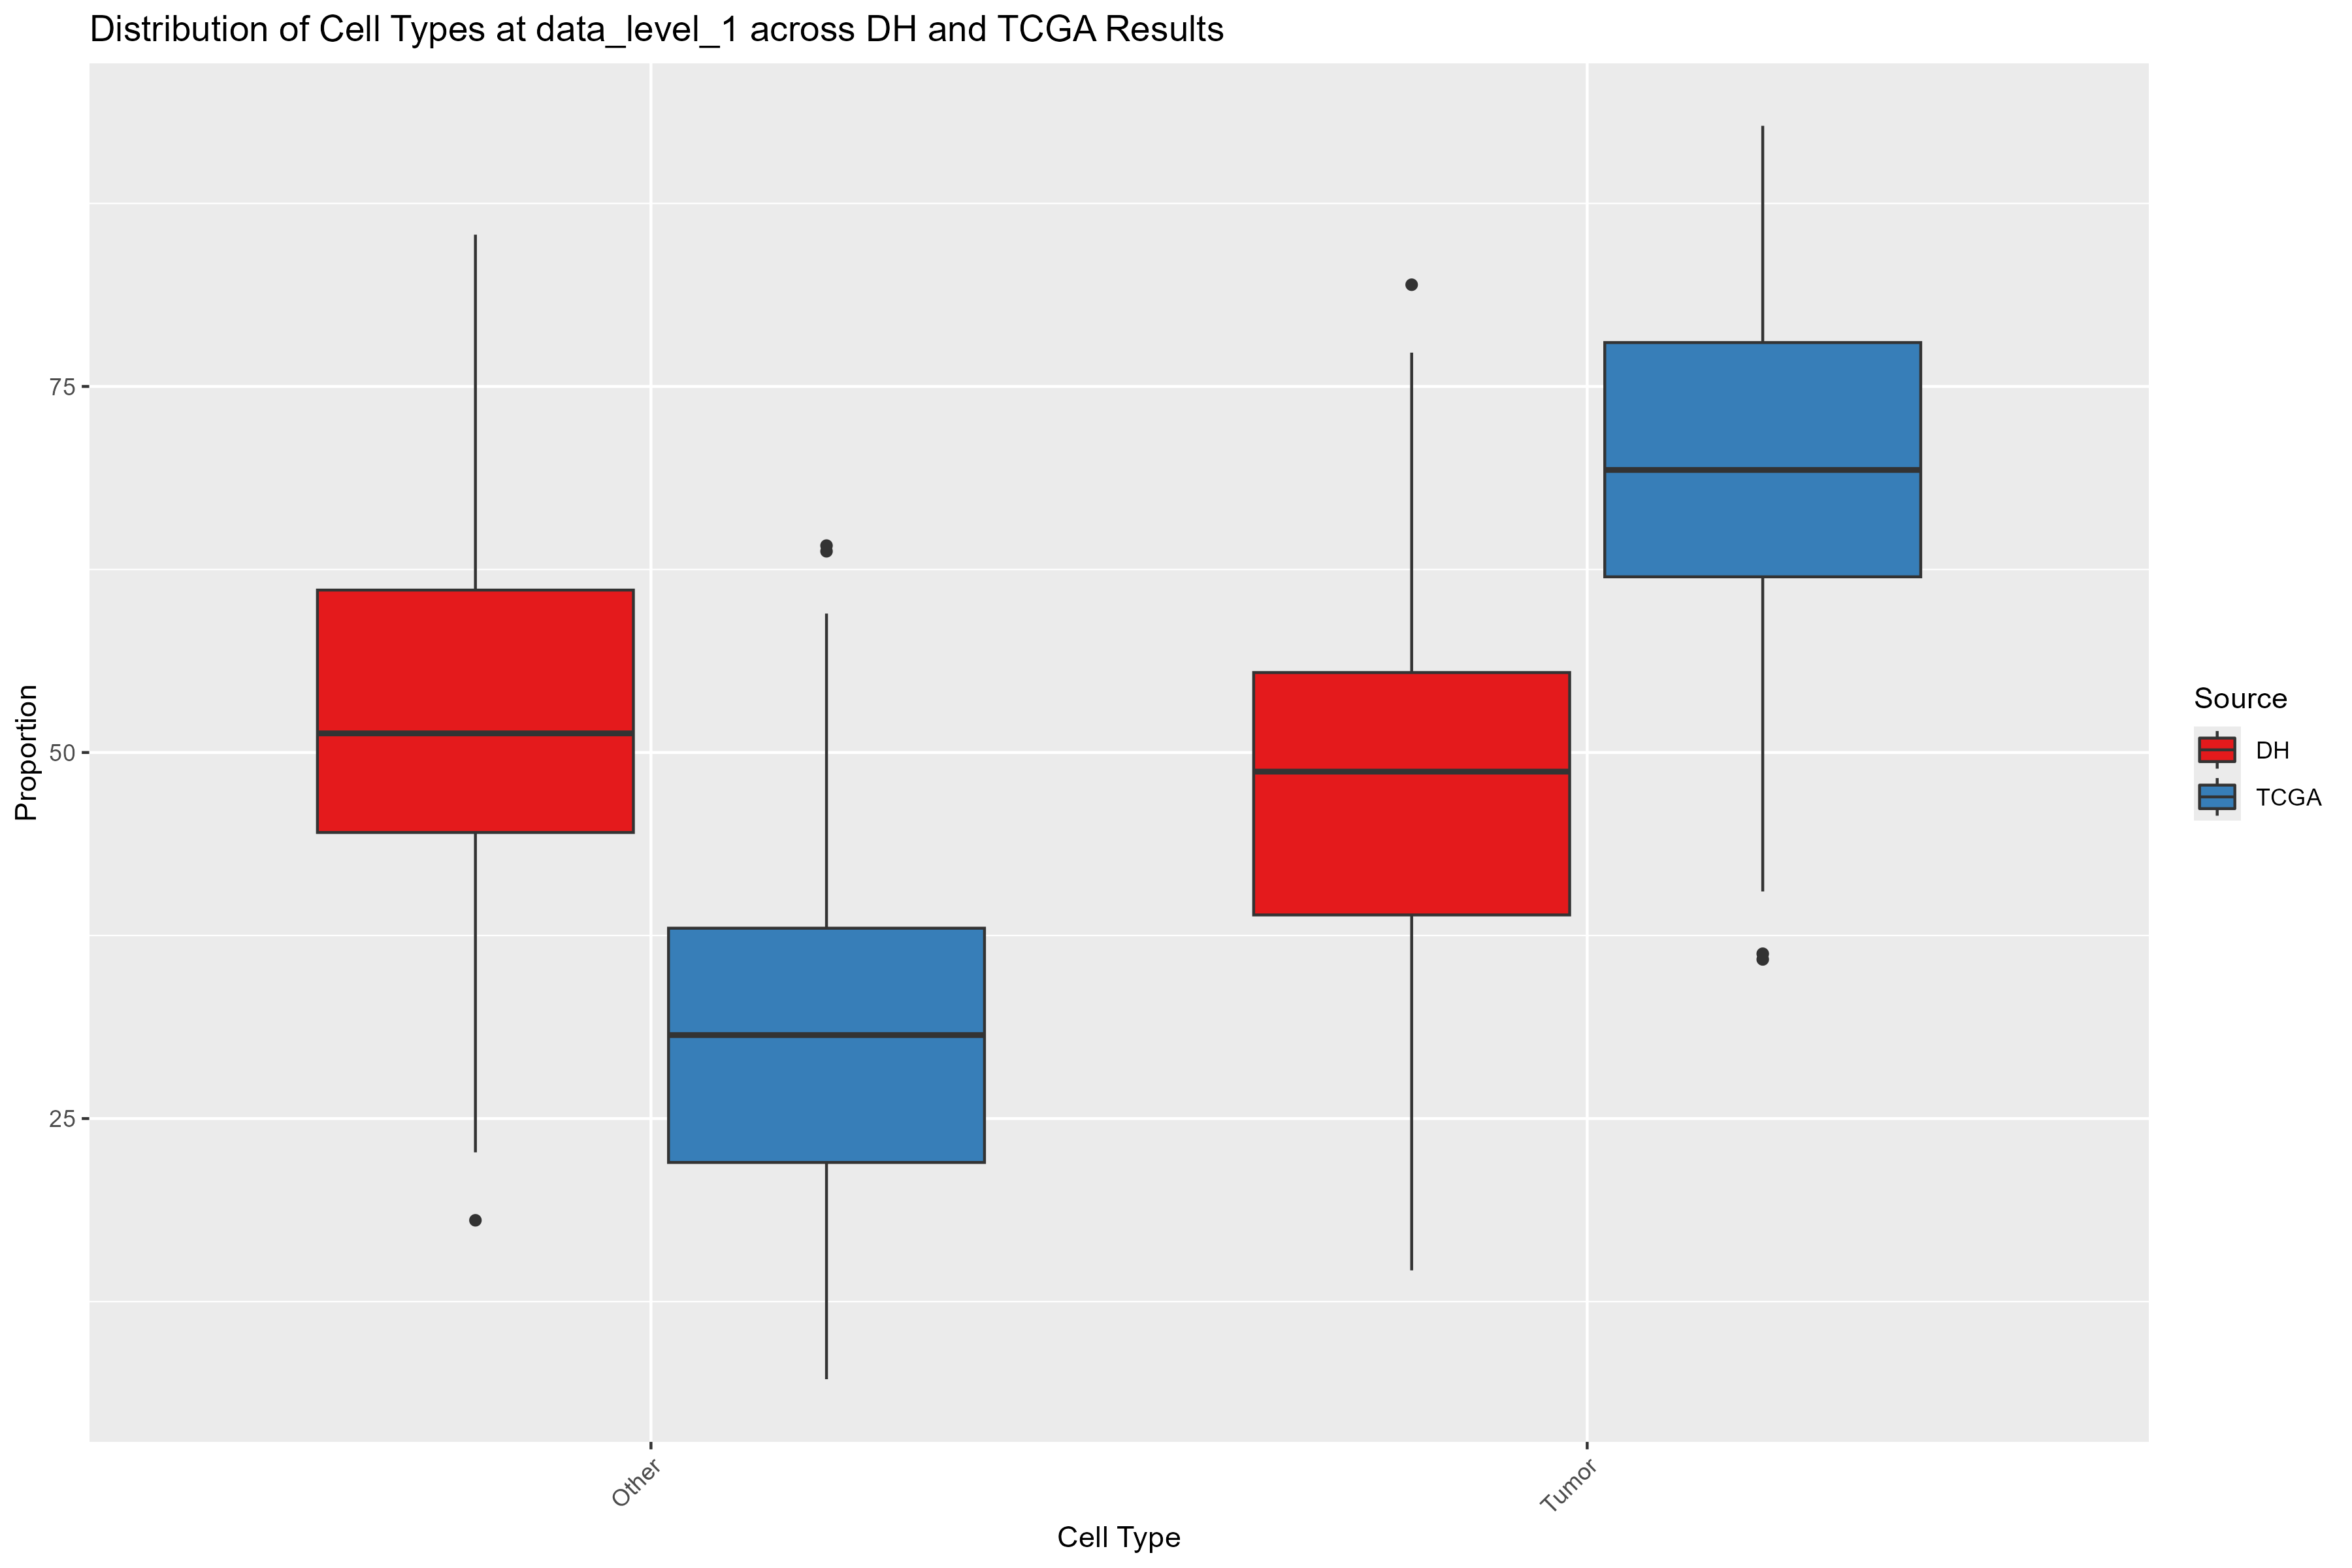 Distribution of Cell Types at data_level_1 across DH and TCGA Results
Proportion
75
50
25
Other
Tumor
Cell Type
Source
DH
TCGA